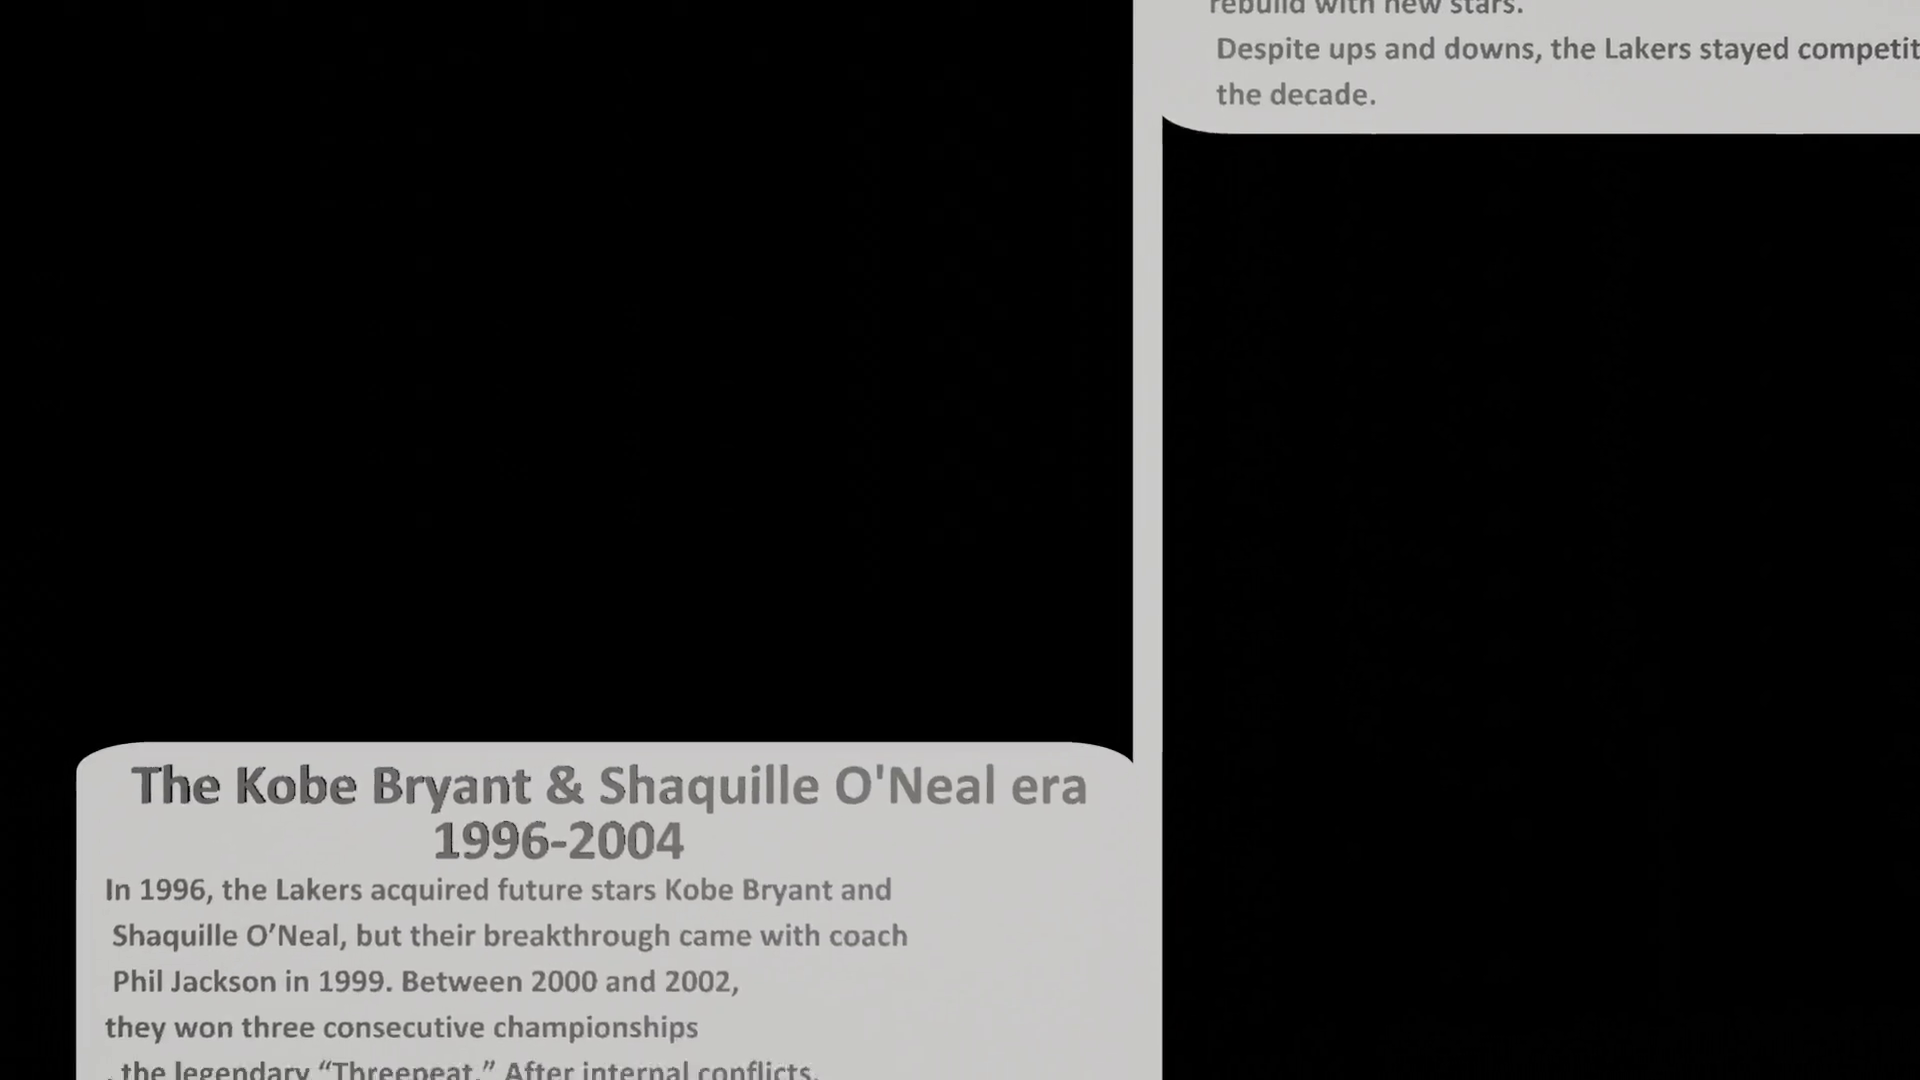 rebuild with new stars.
Despite ups and downs, the Lakers stayed
the decade.
The Kobe Bryant & Shaquille O'Neal era
1996-2004
In 1996, the Lakers acquired future stars Kobe Bryant and
Shaquille O’Neal, but their breakthrough came with coach
Phil Jackson in 1999. Between 2000 and 2002,
they won three consecutive championships
, the legendary “Threepeat.” After internal conflicts,